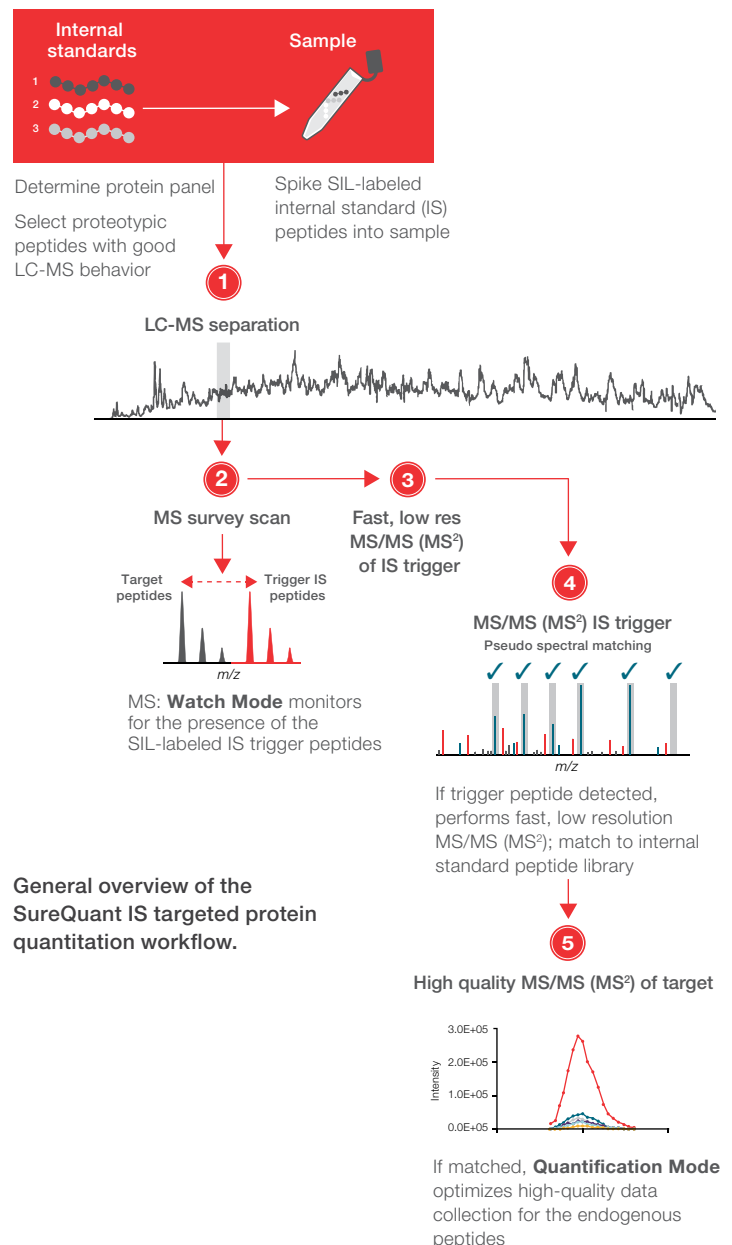 Internal
standards
Sample
1
2
3
Determine protein panel
Select proteotypic
peptides with good
LC-MS behavior
Spike SIL-labeled
internal standard (IS)
peptides into sample
1
LC-MS separation
2
MS survey scan
3
Fast, low res
MS/MS (MS²)
of IS trigger
Target
peptides
Trigger IS
peptides
m/z
MS: Watch Mode monitors
for the presence of the
SIL-labeled IS trigger peptides
4
MS/MS (MS²) IS trigger
Pseudo spectral matching
m/z
If trigger peptide detected,
performs fast, low resolution
MS/MS (MS²); match to internal
standard peptide library
General overview of the
SureQuant IS targeted protein
quantitation workflow.
5
High quality MS/MS (MS²) of target
3.0E+05
2.0E+05
1.0E+05
0.0E+05
Intensity
If matched, Quantification Mode
optimizes high-quality data
collection for the endogenous
peptides